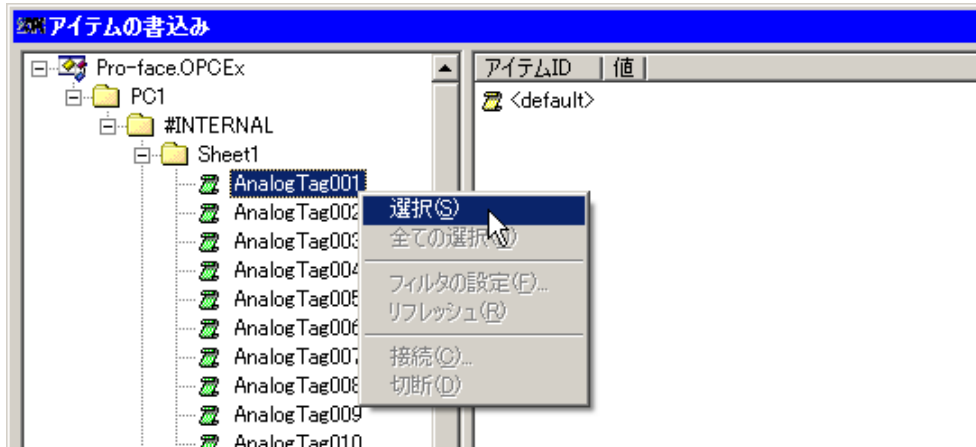 アイテムの書込み
Pro-face.OPCEx
PC1
#INTERNAL
Sheet1
AnalogTag001
AnalogTag002
AnalogTag003
AnalogTag004
AnalogTag005
AnalogTag006
AnalogTag007
AnalogTag008
AnalogTag009
AnalogTag010
アイテムID 値
<default>
選択(S)
全ての選択
フィルタの設定(F)...
リフレッシュ(R)
接続(C)...
切断(D)